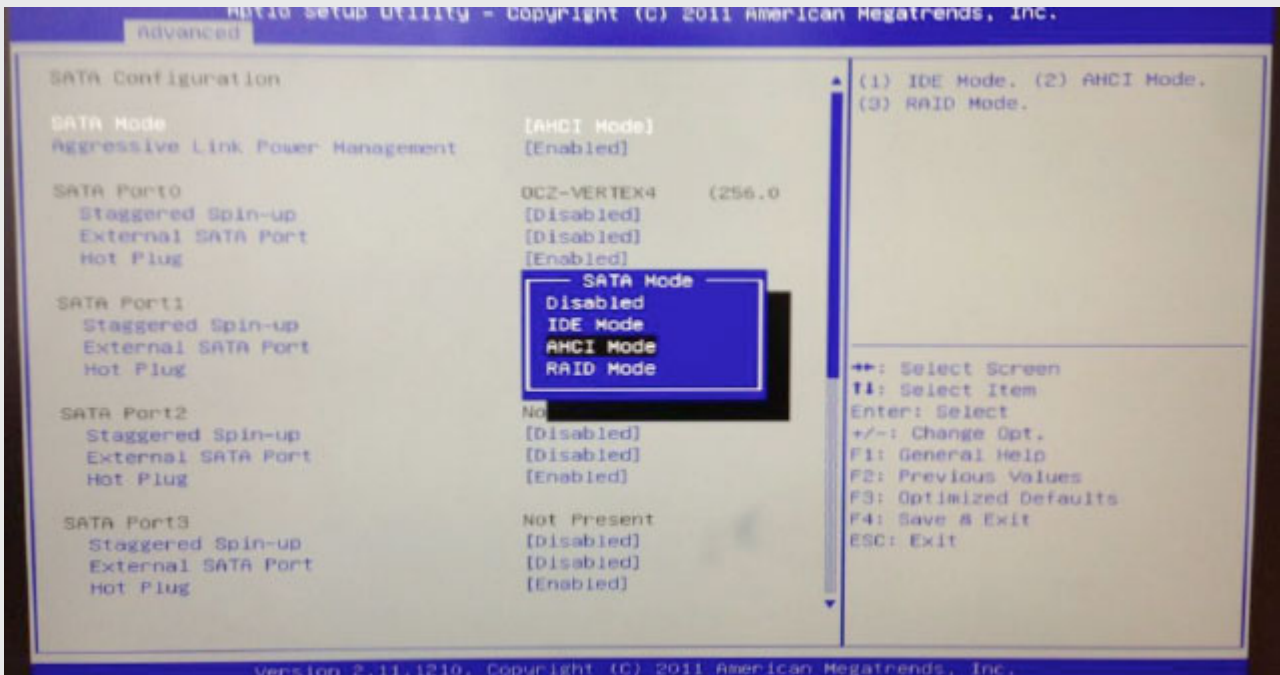 Aptio Setup Utility - Copyright (C) 2011 American Megatrends, Inc.
Advanced
SATA Configuration
SATA Mode [AHCI Mode]
Aggressive Link Power Management [Enabled]
SATA Port0 OCZ-VERTEX4 (256.0
Staggered Spin-up [Disabled]
External SATA Port [Disabled]
Hot Plug [Enabled]
SATA Port1
Staggered Spin-up
External SATA Port
Hot Plug
SATA Mode
Disabled
IDE Mode
AHCI Mode
RAID Mode
SATA Port2 No
Staggered Spin-up [Disabled]
External SATA Port [Disabled]
Hot Plug [Enabled]
SATA Port3 Not Present
Staggered Spin-up [Disabled]
External SATA Port [Disabled]
Hot Plug [Enabled]
(1) IDE Mode. (2) AHCI Mode.
(3) RAID Mode.
→←: Select Screen
↑↓: Select Item
Enter: Select
+/-: Change Opt.
F1: General Help
F2: Previous Values
F3: Optimized Defaults
F4: Save & Exit
ESC: Exit
Version 2.11.1210. Copyright (C) 2011 American Megatrends, Inc.